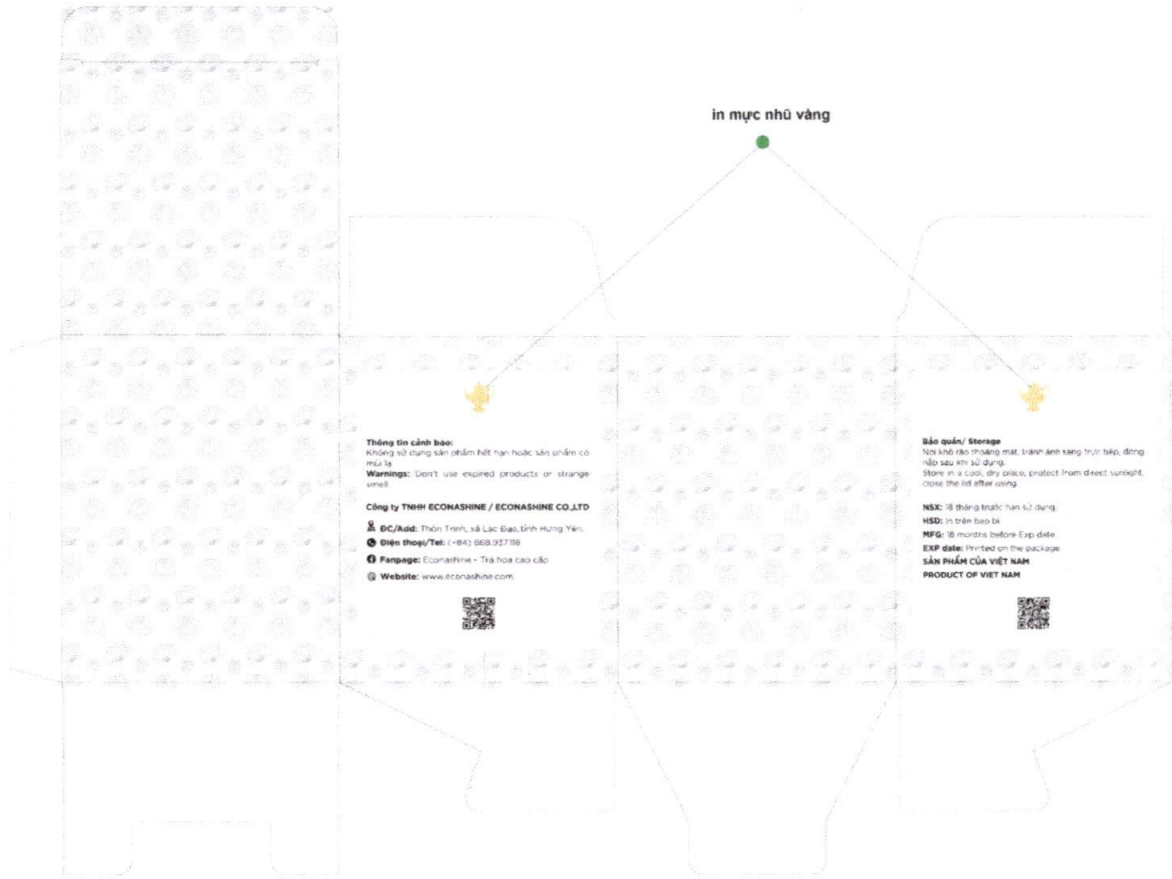 in mực nhũ vàng
Thông tin cảnh báo:
Không sử dụng sản phẩm hết hạn hoặc sản phẩm có
mùi lạ
Warnings: Don't use expired products or strange
smell
Công ty TNHH ECONASHINE / ECONASHINE CO.,LTD
ĐC/Add: Thôn Trịnh, xã Lạc Đạo, tỉnh Hưng Yên.
Điện thoại/Tel: (+84) 868.937.118
Fanpage: Econashine - Trà hoa cao cấp
Website: www.econashine.com
Bảo quản/ Storage
Nơi khô ráo thoáng mát, tránh ánh sáng trực tiếp, đóng
nắp sau khi sử dụng.
Store in a cool, dry place, protect from direct sunlight,
close the lid after using.
NSX: 18 tháng trước hạn sử dụng.
HSD: In trên bao bì
MFG: 18 months before Exp date
EXP date: Printed on the package
SẢN PHẨM CỦA VIỆT NAM
PRODUCT OF VIET NAM